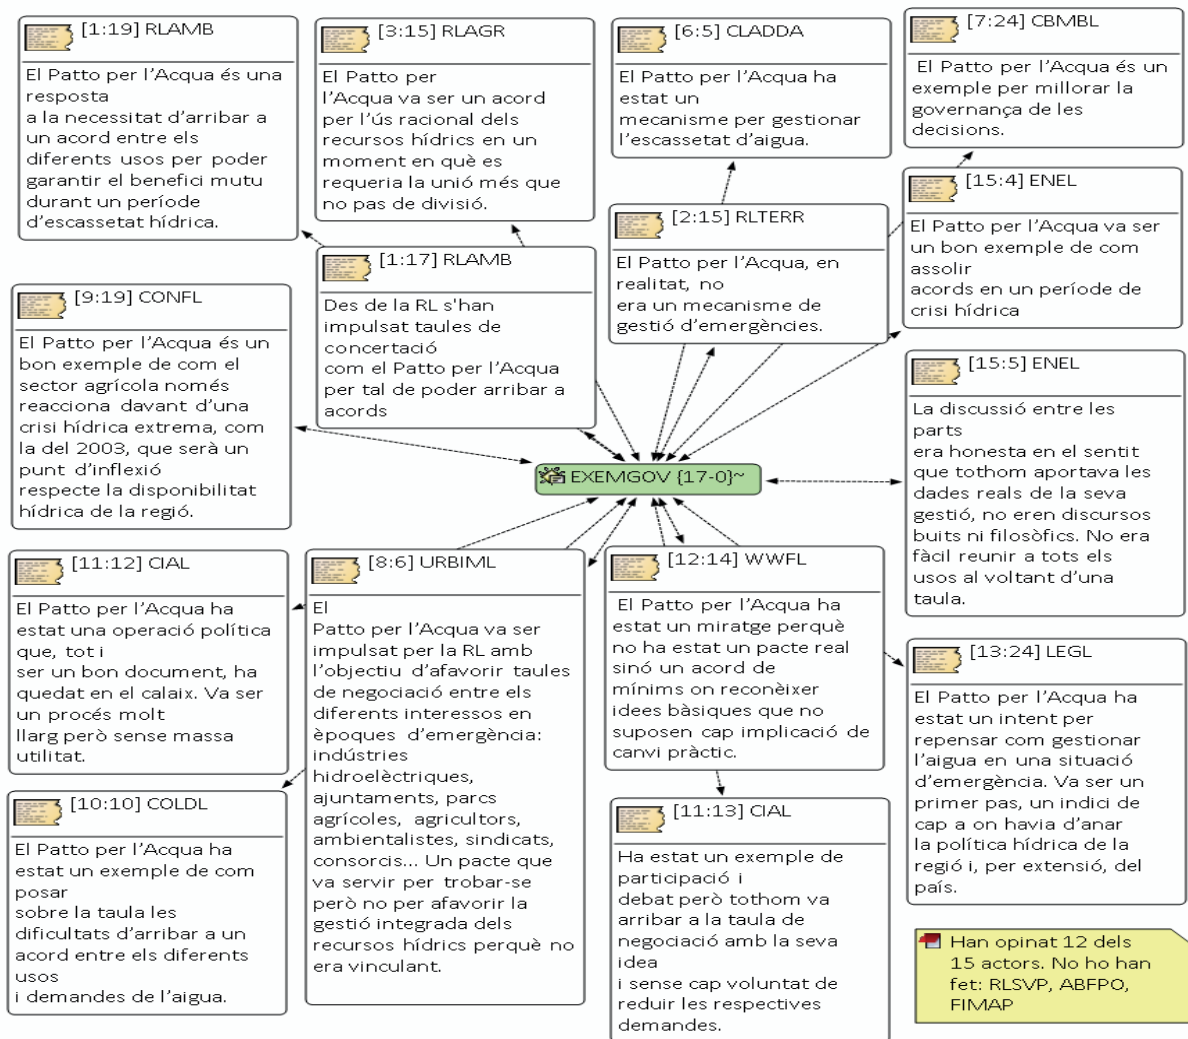 [1:19] RLAMB
El Patto per l'Acqua és una
resposta
a la necessitat d'arribar a
un acord entre els
diferents usos per poder
garantir el benefici mutu
durant un període
d'escassetat hídrica.
[3:15] RLAGR
El Patto per
l'Acqua va ser un acord
per l'ús racional dels
recursos hídrics en un
moment en què es
requeria la unió més que
no pas de divisió.
[6:5] CLADDA
El Patto per l'Acqua ha
estat un
mecanisme per gestionar
l'escassetat d'aigua.
[7:24] CBMBL
El Patto per l'Acqua és un
exemple per millorar la
governança de les
decisions.
[15:4] ENEL
El Patto per l'Acqua va ser
un bon exemple de com
assolir
acords en un període de
crisi hídrica
[2:15] RLTERR
El Patto per l'Acqua, en
realitat, no
era un mecanisme de
gestió d'emergències.
[1:17] RLAMB
Des de la RL s'han
impulsat taules de
concertació
com el Patto per l'Acqua
per tal de poder arribar a
acords
[9:19] CONFL
El Patto per l'Acqua és un
bon exemple de com el
sector agrícola només
reacciona davant d'una
crisi hídrica extrema, com
la del 2003, que serà un
punt d'inflexió
respecte la disponibilitat
hídrica de la regió.
[15:5] ENEL
La discussió entre les
parts
era honesta en el sentit
que tothom aportava les
dades reals de la seva
gestió, no eren discursos
buits ni filosòfics. No era
fàcil reunir a tots els
usos al voltant d'una
taula.
EXEMGOV {17-0}~
[11:12] CIAL
El Patto per l'Acqua ha
estat una operació política
que, tot i
ser un bon document, ha
quedat en el calaix. Va ser
un procés molt
llarg però sense massa
utilitat.
[8:6] URBIML
El
Patto per l'Acqua va ser
impulsat per la RL amb
l'objectiu d'afavorir taules
de negociació entre els
diferents interessos en
èpoques d'emergència:
indústries
hidroelèctriques,
ajuntaments, parcs
agrícoles, agricultors,
ambientalistes, sindicats,
consorcis... Un pacte que
va servir per trobar-se
però no per afavorir la
gestió integrada dels
recursos hídrics perquè no
era vinculant.
[12:14] WWFL
El Patto per l'Acqua ha
estat un miratge perquè
no ha estat un pacte real
sinó un acord de
mínims on reconèixer
idees bàsiques que no
suposen cap implicació de
canvi pràctic.
[13:24] LEGL
El Patto per l'Acqua ha
estat un intent per
repensar com gestionar
l'aigua en una situació
d'emergència. Va ser un
primer pas, un indici de
cap a on havia d'anar
la política hídrica de la
regió i, per extensió, del
país.
[10:10] COLDL
El Patto per l'Acqua ha
estat un exemple de com
posar
sobre la taula les
dificultats d'arribar a un
acord entre els diferents
usos
i demandes de l'aigua.
[11:13] CIAL
Ha estat un exemple de
participació i
debat però tothom va
arribar a la taula de
negociació amb la seva
idea
i sense cap voluntat de
reduir les respectives
demandes.
Han opinat 12 dels
15 actors. No ho han
fet: RLSVP, ABFPO,
FIMAP